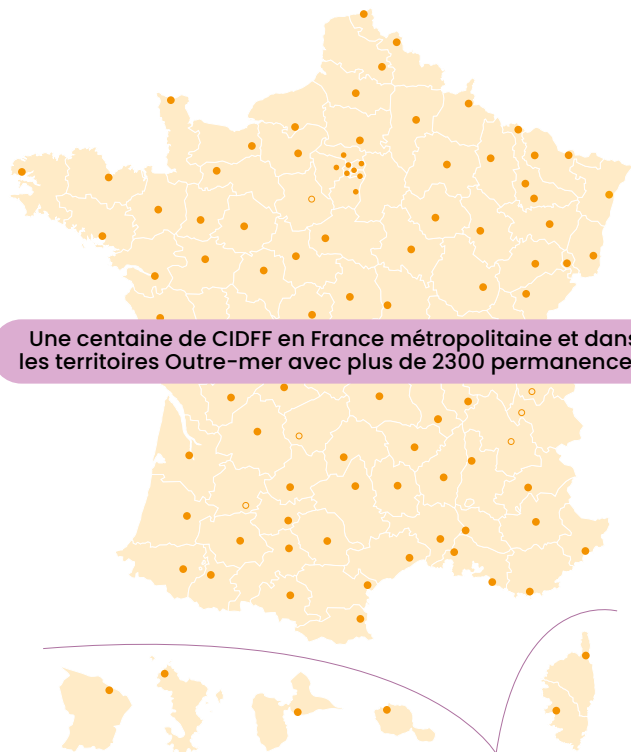 Une centaine de CIDFF en France métropolitaine et dans
les territoires Outre-mer avec plus de 2300 permanence